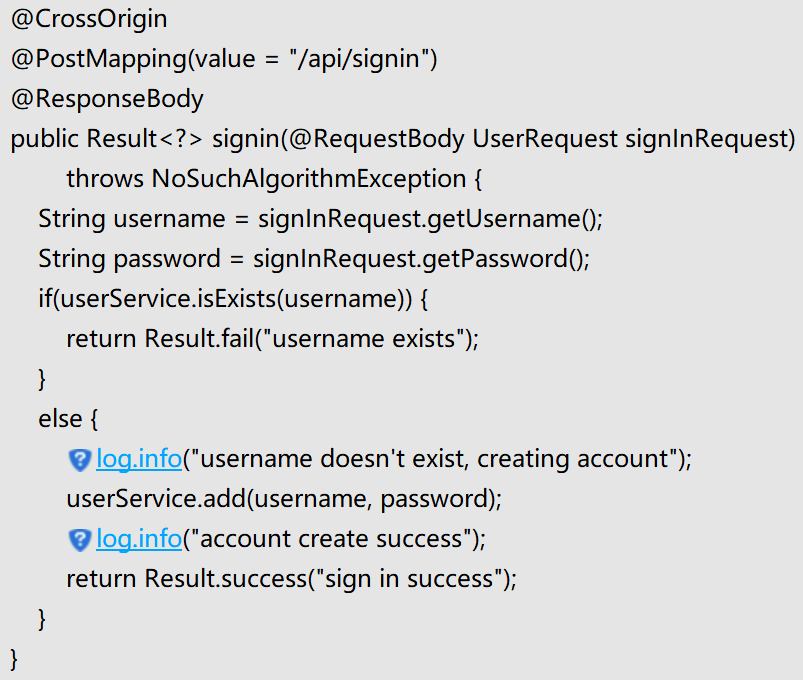 @CrossOrigin
@PostMapping(value = "/api/signin")
@ResponseBody
public Result<?> signin(@RequestBody UserRequest signInRequest)
        throws NoSuchAlgorithmException {
    String username = signInRequest.getUsername();
    String password = signInRequest.getPassword();
    if(userService.isExists(username)) {
        return Result.fail("username exists");
    }
    else {
        log.info("username doesn't exist, creating account");
        userService.add(username, password);
        log.info("account create success");
        return Result.success("sign in success");
    }
}